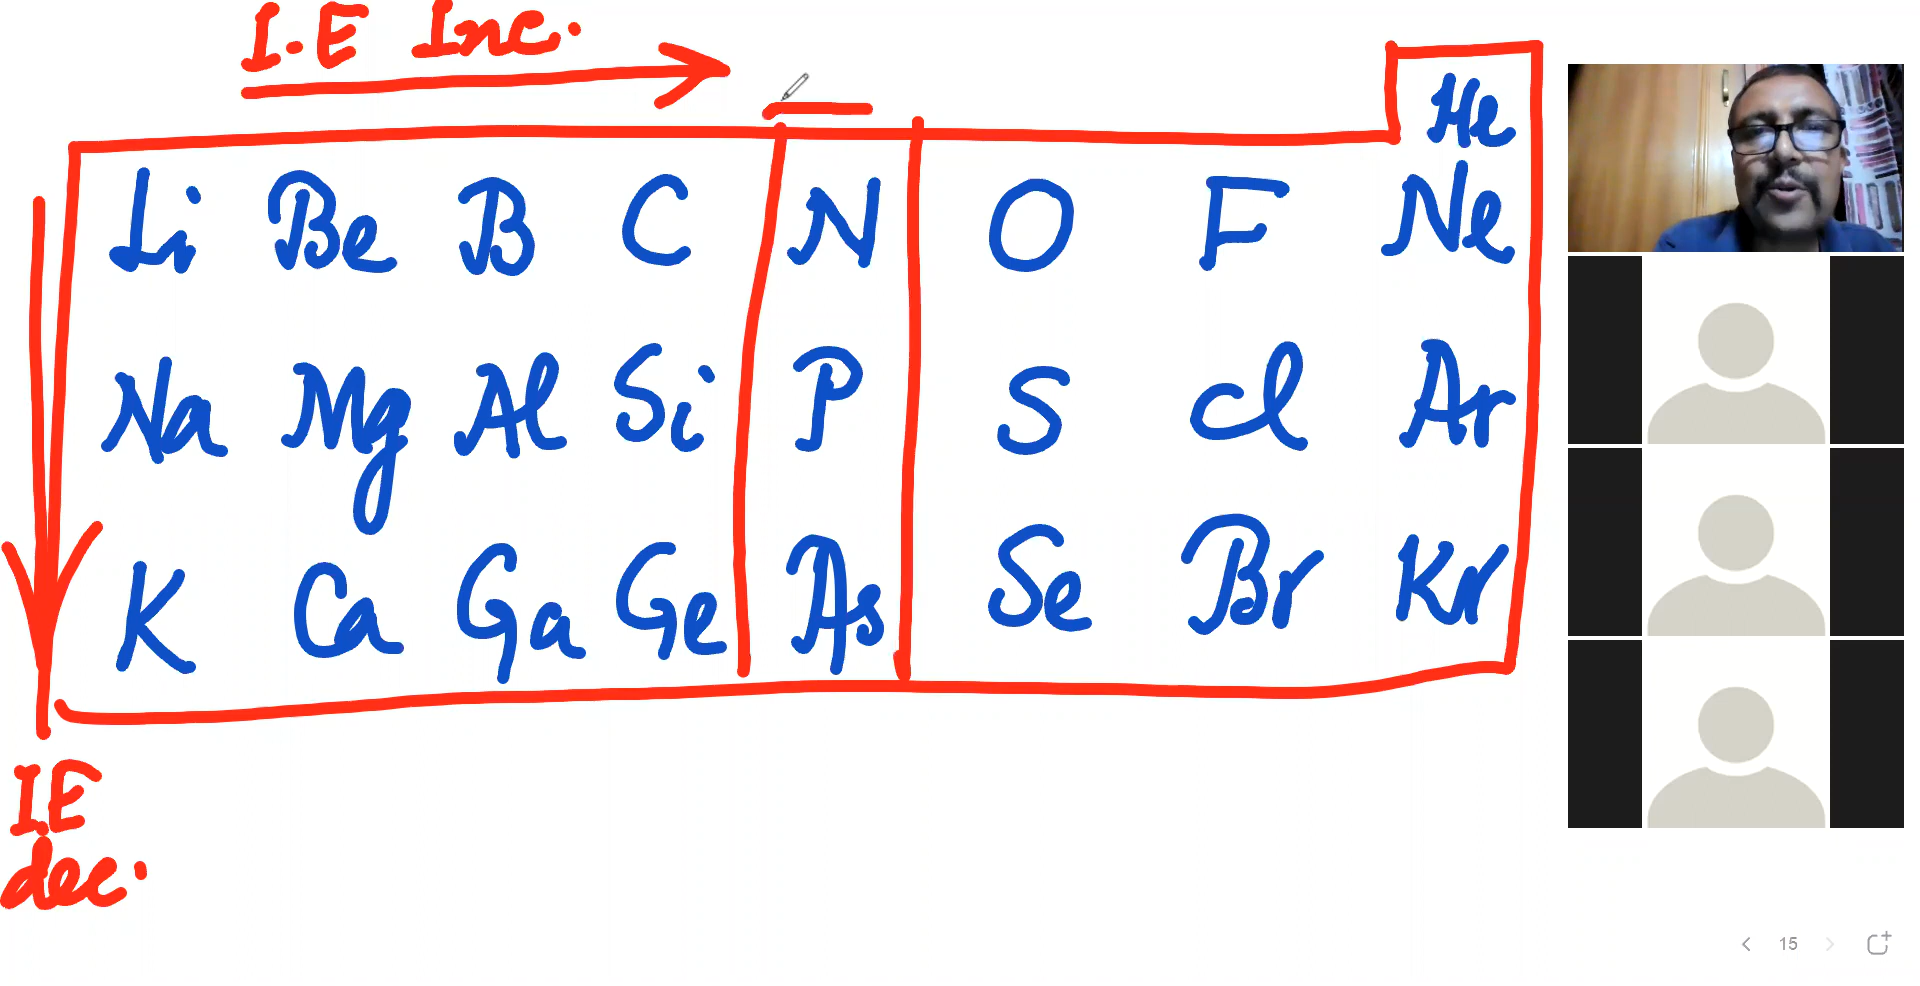 I.E Inc.
He
Li Be B C N O F Ne
Na Mg Al Si P S Cl Ar
K Ca Ga Ge As Se Br Kr
I.E
dec.
15